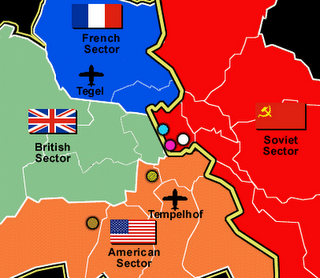 French
Sector
Tegel
British
Sector
Soviet
Sector
Tempelhof
American
Sector